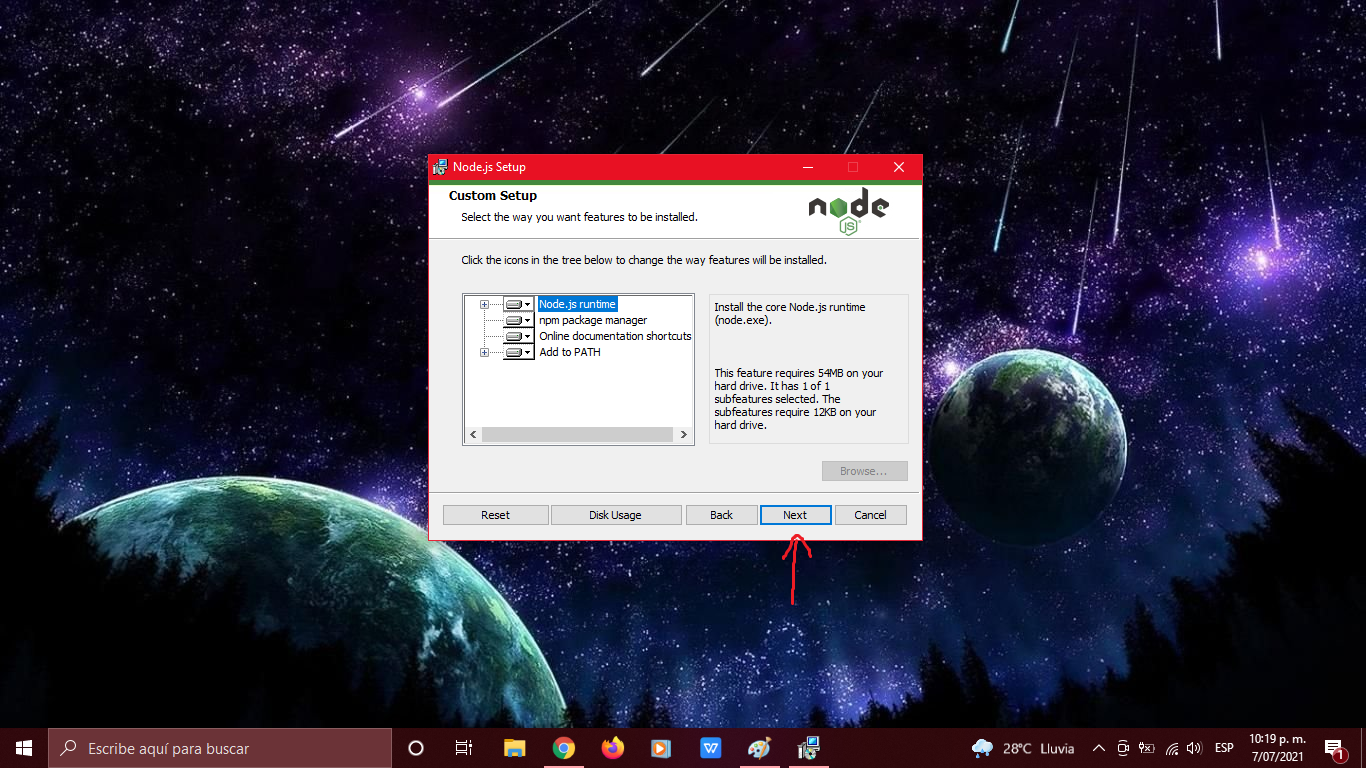 Node.js Setup
Custom Setup
Select the way you want features to be installed.
node
JS
Click the icons in the tree below to change the way features will be installed.
Node.js runtime
npm package manager
Online documentation shortcuts
Add to PATH
Install the core Node.js runtime
(node.exe).
This feature requires 54MB on your
hard drive. It has 1 of 1
subfeatures selected. The
subfeatures require 12KB on your
hard drive.
Browse...
Reset
Disk Usage
Back
Next
Cancel
Escribe aquí para buscar
28°C Lluvia
ESP
10:19 p. m.
7/07/2021
1